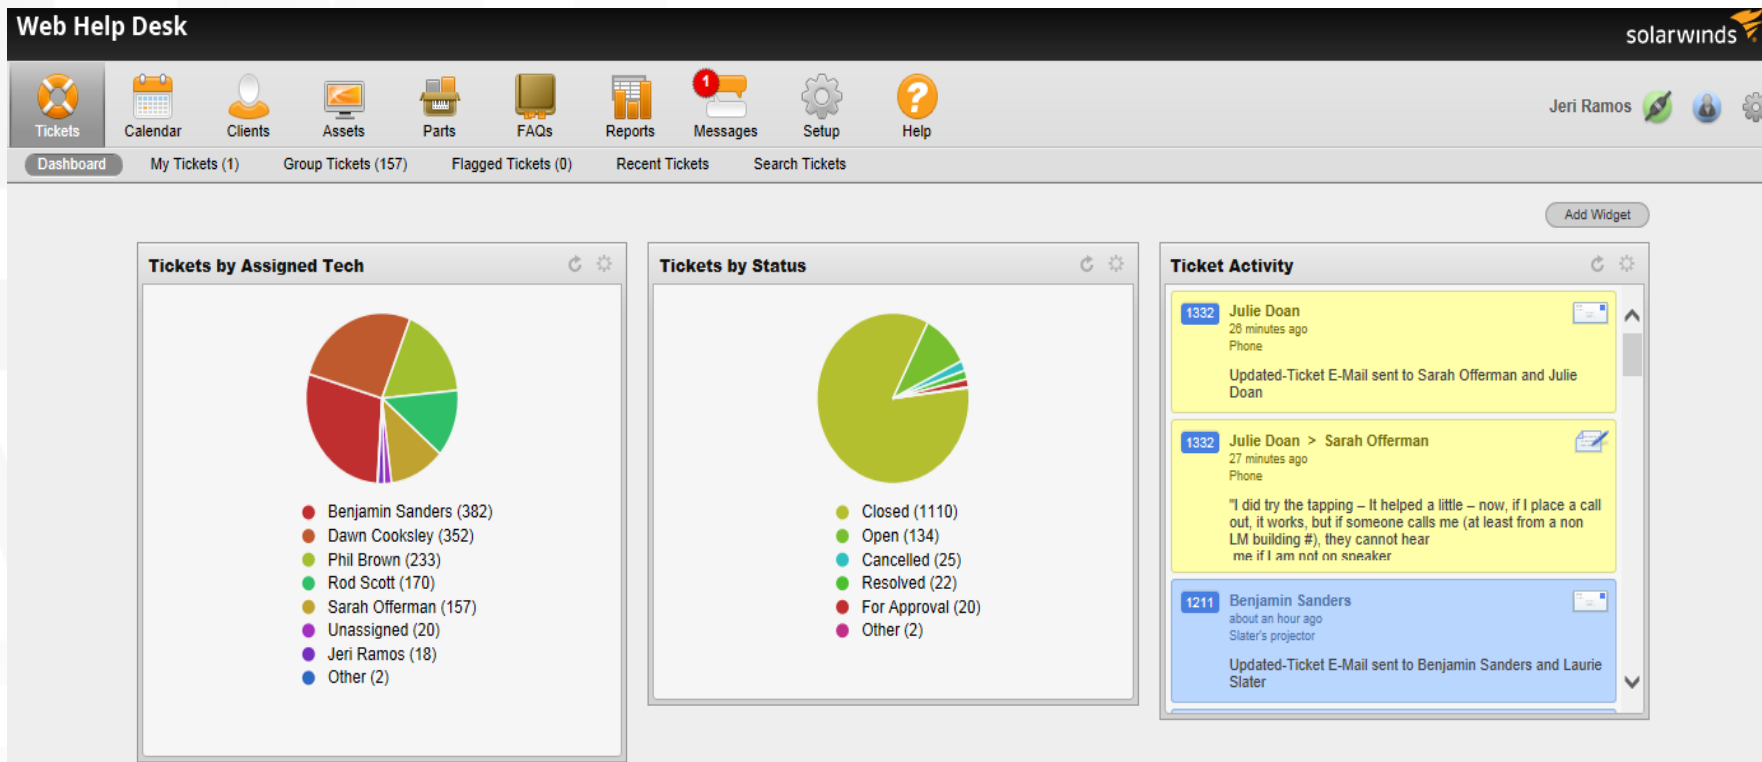 Web Help Desk
solarwinds
1
Tickets Calendar Clients Assets Parts FAQs Reports Messages Setup Help
Jeri Ramos
Dashboard My Tickets (1) Group Tickets (157) Flagged Tickets (0) Recent Tickets Search Tickets
Add Widget
Tickets by Assigned Tech
Benjamin Sanders (382)
Dawn Cooksley (352)
Phil Brown (233)
Rod Scott (170)
Sarah Offerman (157)
Unassigned (20)
Jeri Ramos (18)
Other (2)
Tickets by Status
Closed (1110)
Open (134)
Cancelled (25)
Resolved (22)
For Approval (20)
Other (2)
Ticket Activity
1332 Julie Doan
26 minutes ago
Phone
Updated-Ticket E-Mail sent to Sarah Offerman and Julie
Doan
1332 Julie Doan > Sarah Offerman
27 minutes ago
Phone
"I did try the tapping – It helped a little – now, if I place a call
out, it works, but if someone calls me (at least from a non
LM building #), they cannot hear
me if I am not on speaker
1211 Benjamin Sanders
about an hour ago
Slater's projector
Updated-Ticket E-Mail sent to Benjamin Sanders and Laurie
Slater